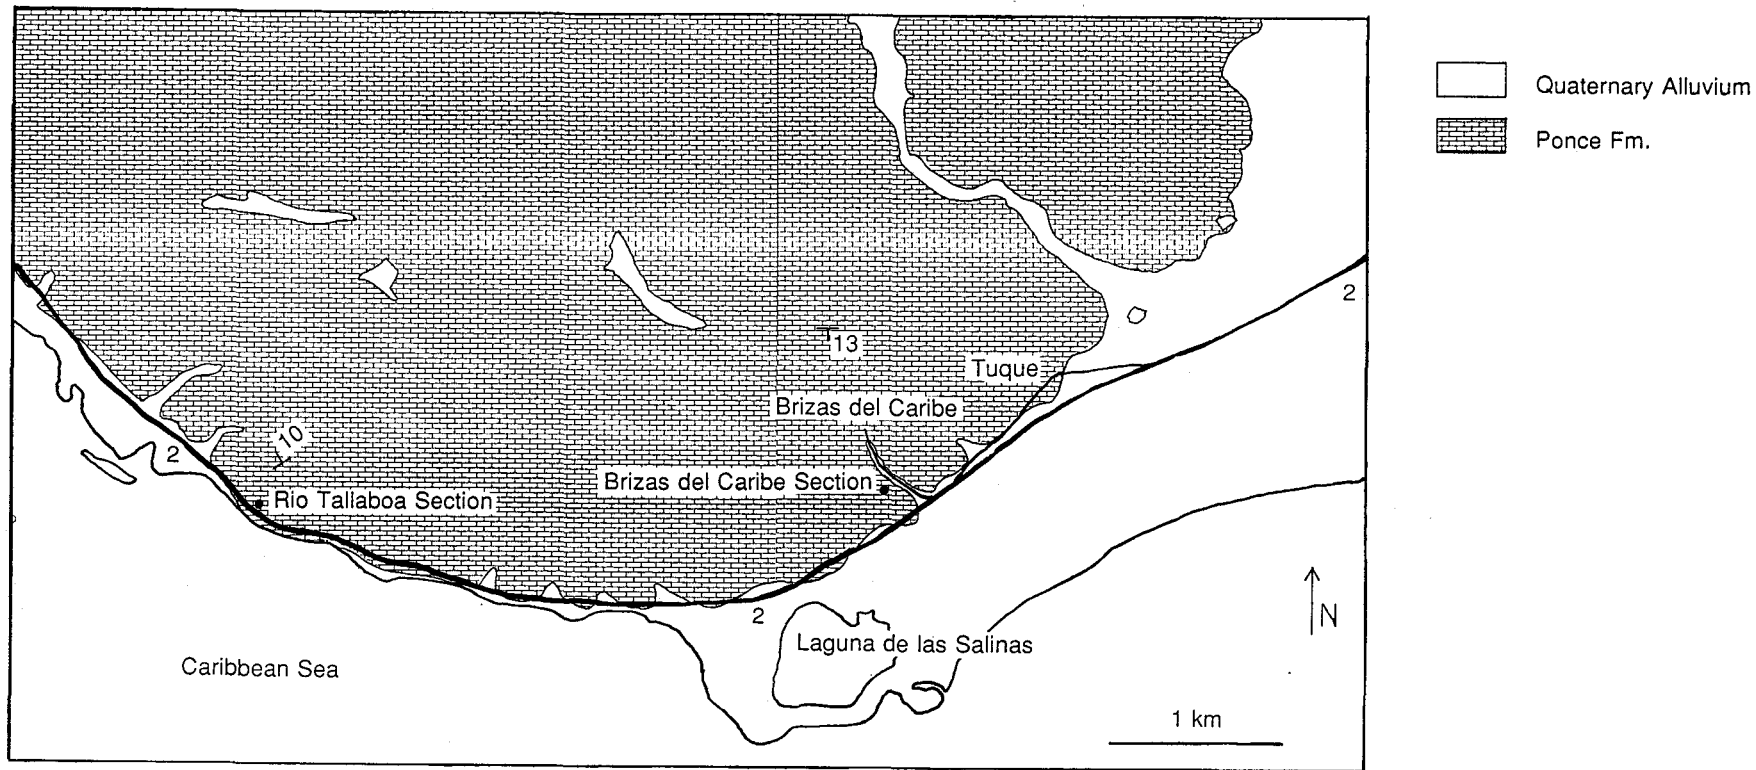 Quaternary Alluvium
Ponce Fm.
2
13
Tuque
Brizas del Caribe
10
2
Brizas del Caribe Section
Rio Tallaboa Section
2
N
Laguna de las Salinas
Caribbean Sea
1 km